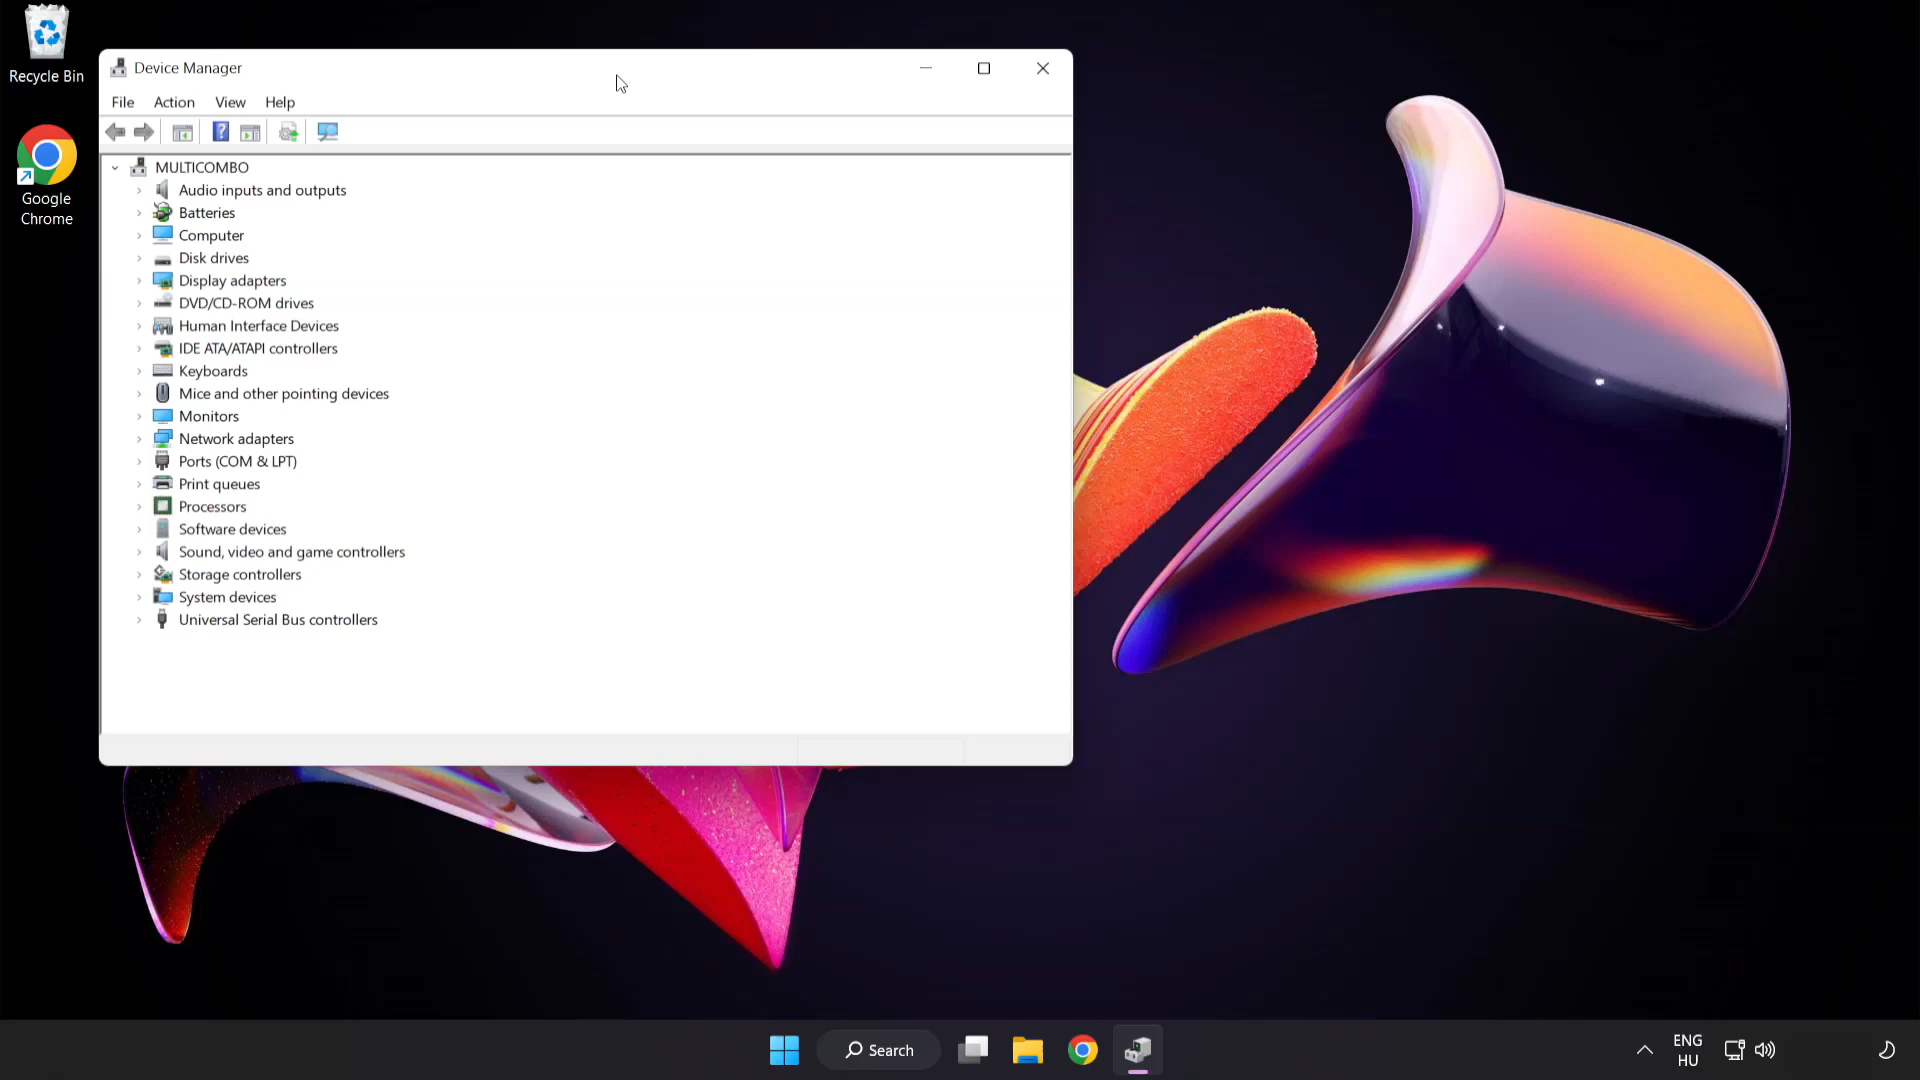 Recycle Bin
Google
Chrome
Device Manager
File Action View Help
MULTICOMBO
Audio inputs and outputs
Batteries
Computer
Disk drives
Display adapters
DVD/CD-ROM drives
Human Interface Devices
IDE ATA/ATAPI controllers
Keyboards
Mice and other pointing devices
Monitors
Network adapters
Ports (COM & LPT)
Print queues
Processors
Software devices
Sound, video and game controllers
Storage controllers
System devices
Universal Serial Bus controllers
Search
ENG
HU